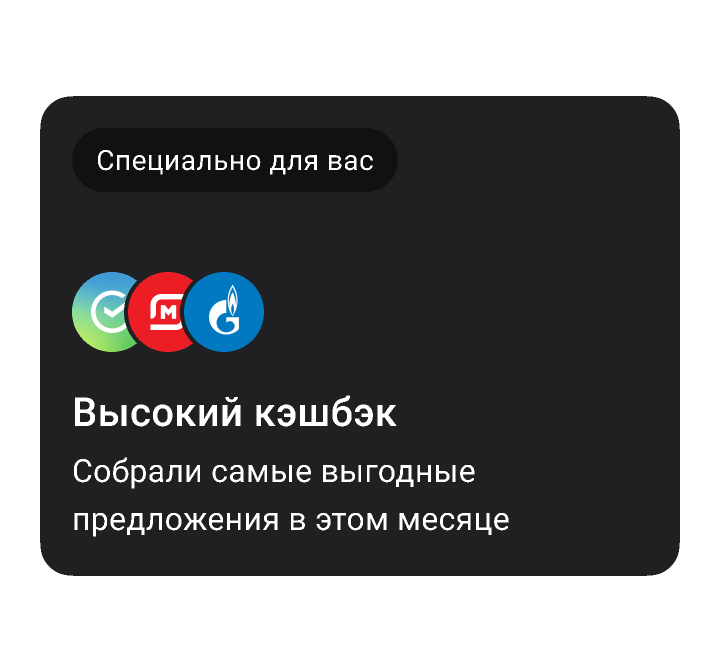 Специально для вас
М
Высокий кэшбэк
Собрали самые выгодные
предложения в этом месяце